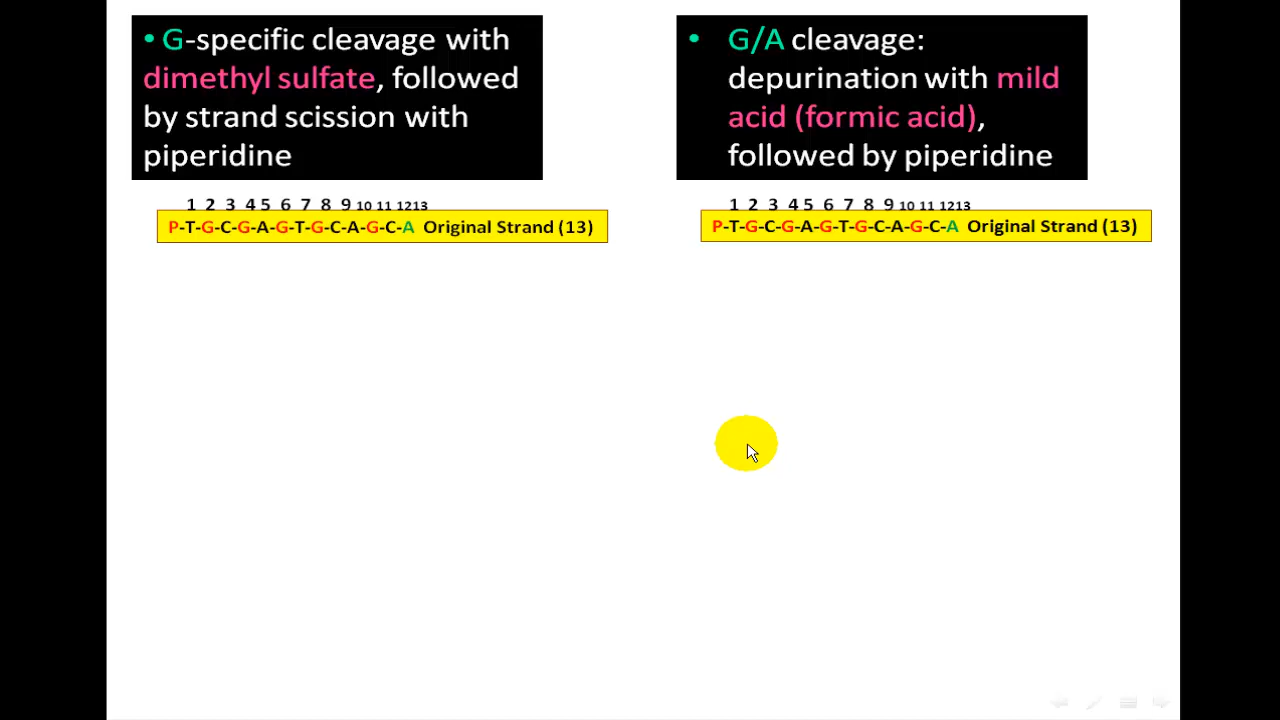 • G-specific cleavage with
dimethyl sulfate, followed
by strand scission with
piperidine
1 2 3 4 5 6 7 8 9 10 11 12 13
P-T-G-C-G-A-G-T-G-C-A-G-C-A Original Strand (13)
• G/A cleavage:
depurination with mild
acid (formic acid),
followed by piperidine
1 2 3 4 5 6 7 8 9 10 11 12 13
P-T-G-C-G-A-G-T-G-C-A-G-C-A Original Strand (13)